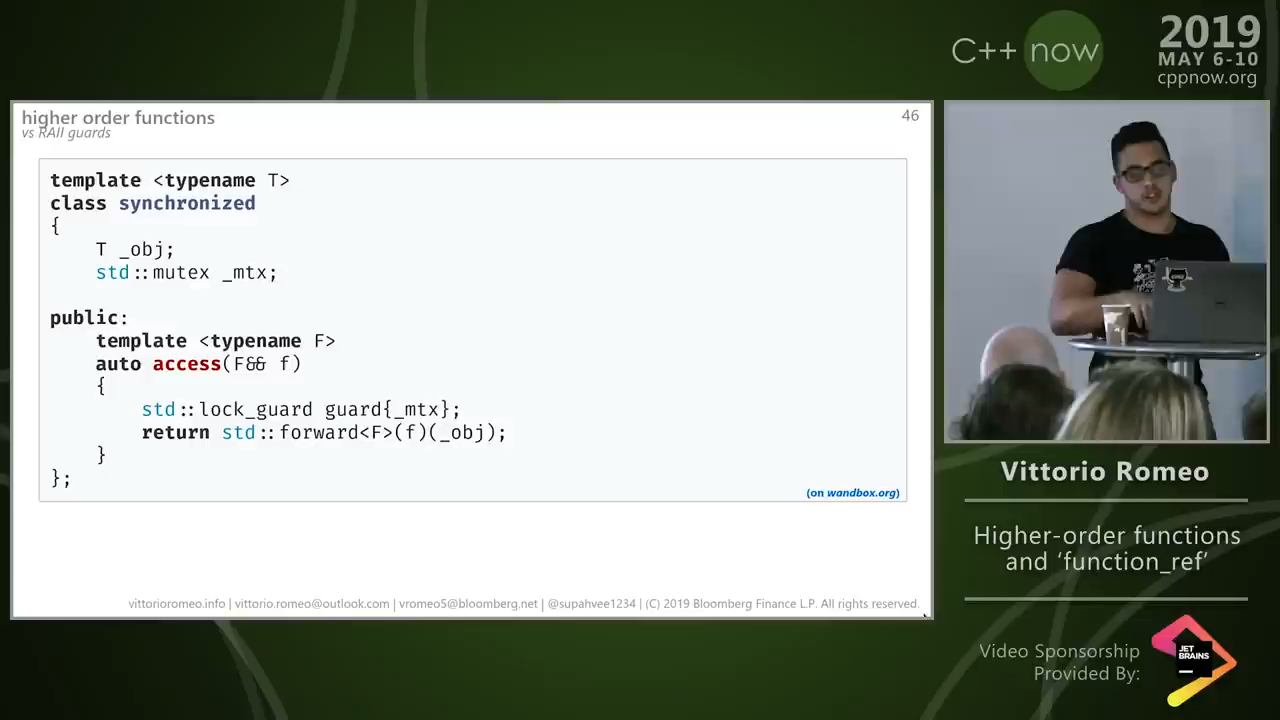 C++ now
2019
MAY 6-10
cppnow.org
higher order functions
vs RAII guards
46
template <typename T>
class synchronized
{
T _obj;
std::mutex _mtx;
public:
template <typename F>
auto access(F&& f)
{
std::lock_guard guard{_mtx};
return std::forward<F>(f)(_obj);
}
};
(on wandbox.org)
vittorioromeo.info | vittorio.romeo@outlook.com | vromeo5@bloomberg.net | @supahvee1234 | (C) 2019 Bloomberg Finance L.P. All rights reserved.
Vittorio Romeo
Higher-order functions
and ‘function_ref’
Video Sponsorship
Provided By:
JET
BRAINS